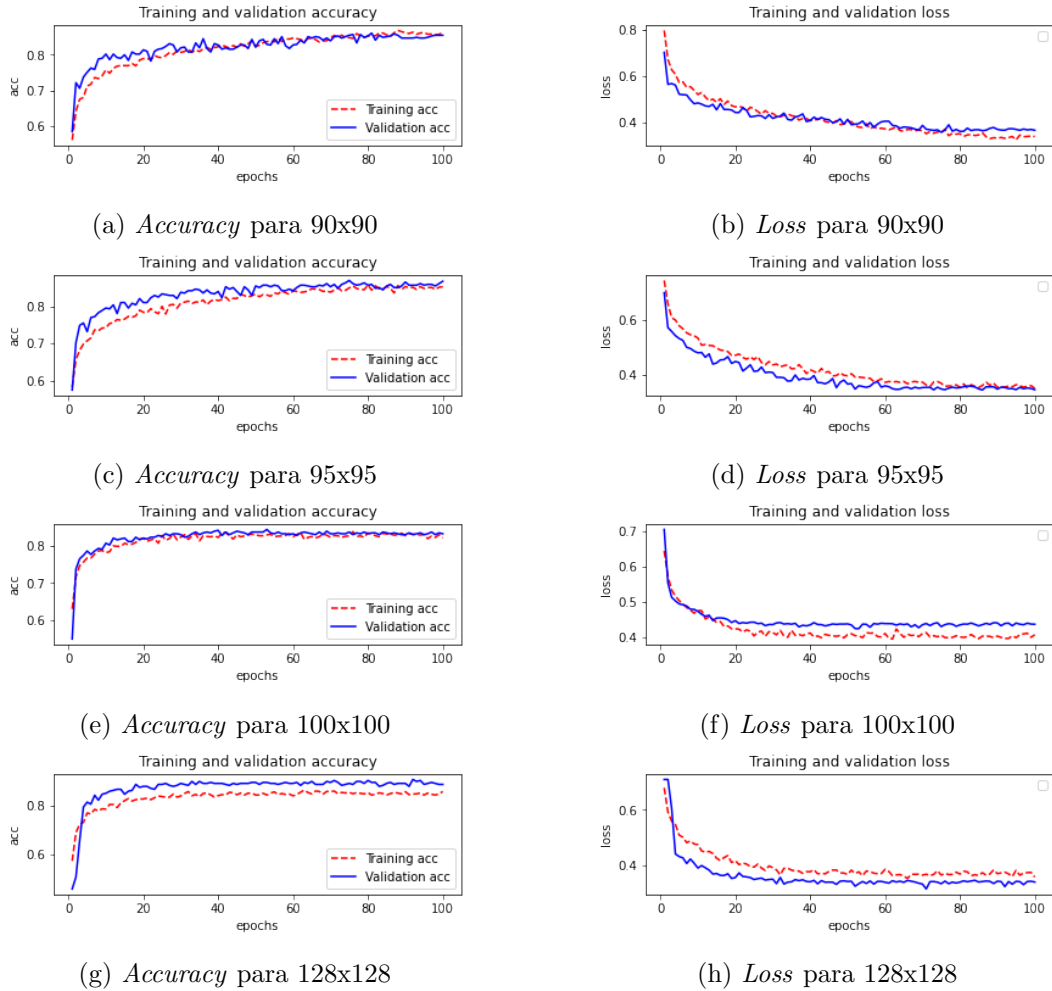 Training and validation accuracy
acc
0.8
0.7
0.6
Training acc
Validation acc
0 20 40 60 80 100
epochs
(a) Accuracy para 90x90
Training and validation loss
loss
0.8
0.6
0.4
0 20 40 60 80 100
epochs
(b) Loss para 90x90
Training and validation accuracy
acc
0.8
0.7
0.6
Training acc
Validation acc
0 20 40 60 80 100
epochs
(c) Accuracy para 95x95
Training and validation loss
loss
0.6
0.4
0 20 40 60 80 100
epochs
(d) Loss para 95x95
Training and validation accuracy
acc
0.8
0.7
0.6
Training acc
Validation acc
0 20 40 60 80 100
epochs
(e) Accuracy para 100x100
Training and validation loss
loss
0.7
0.6
0.5
0.4
0 20 40 60 80 100
epochs
(f) Loss para 100x100
Training and validation accuracy
acc
0.8
0.6
Training acc
Validation acc
0 20 40 60 80 100
epochs
(g) Accuracy para 128x128
Training and validation loss
loss
0.6
0.4
0 20 40 60 80 100
epochs
(h) Loss para 128x128